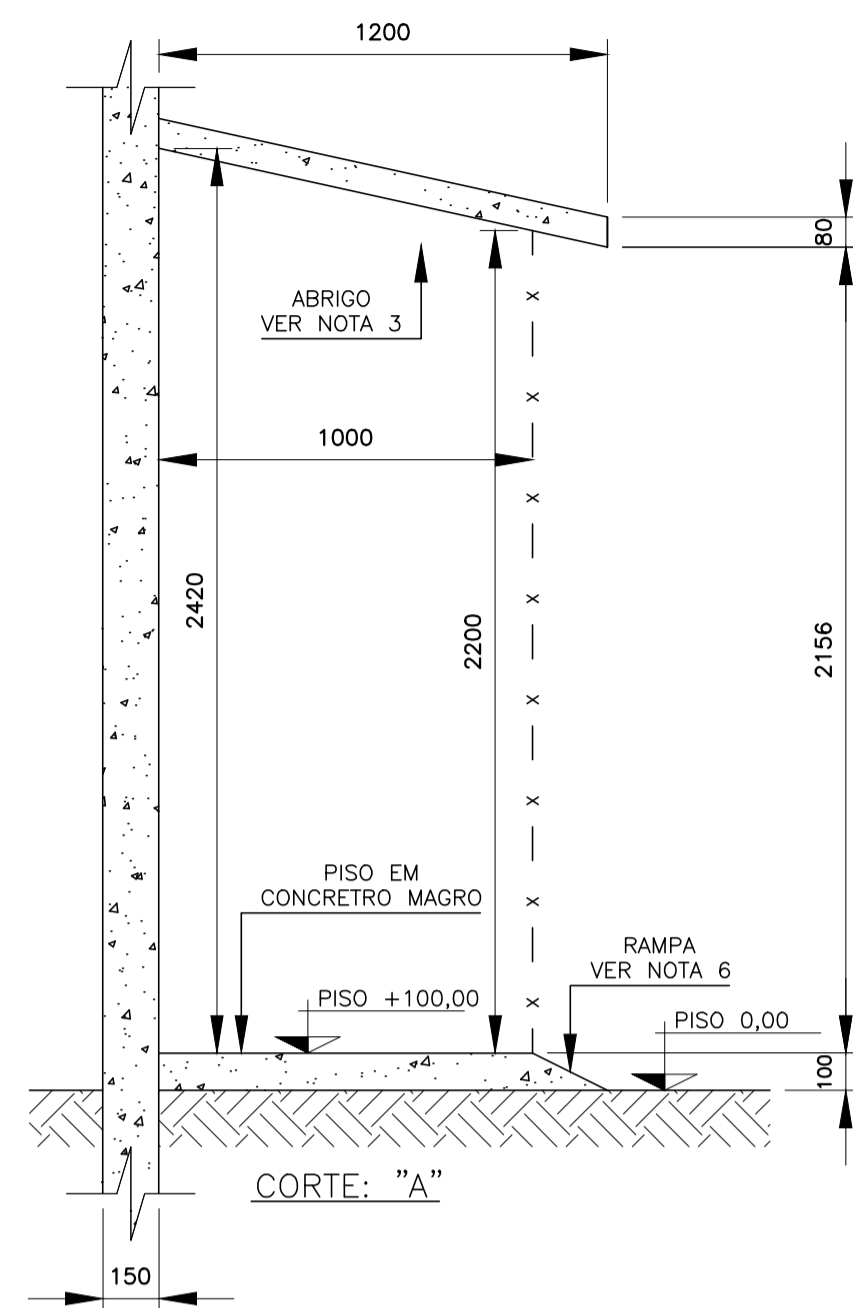 1200
80
ABRIGO
VER NOTA 3
1000
2420
2200
2156
PISO EM
CONCRETRO MAGRO
RAMPA
VER NOTA 6
PISO +100,00
PISO 0,00
100
CORTE: "A"
150